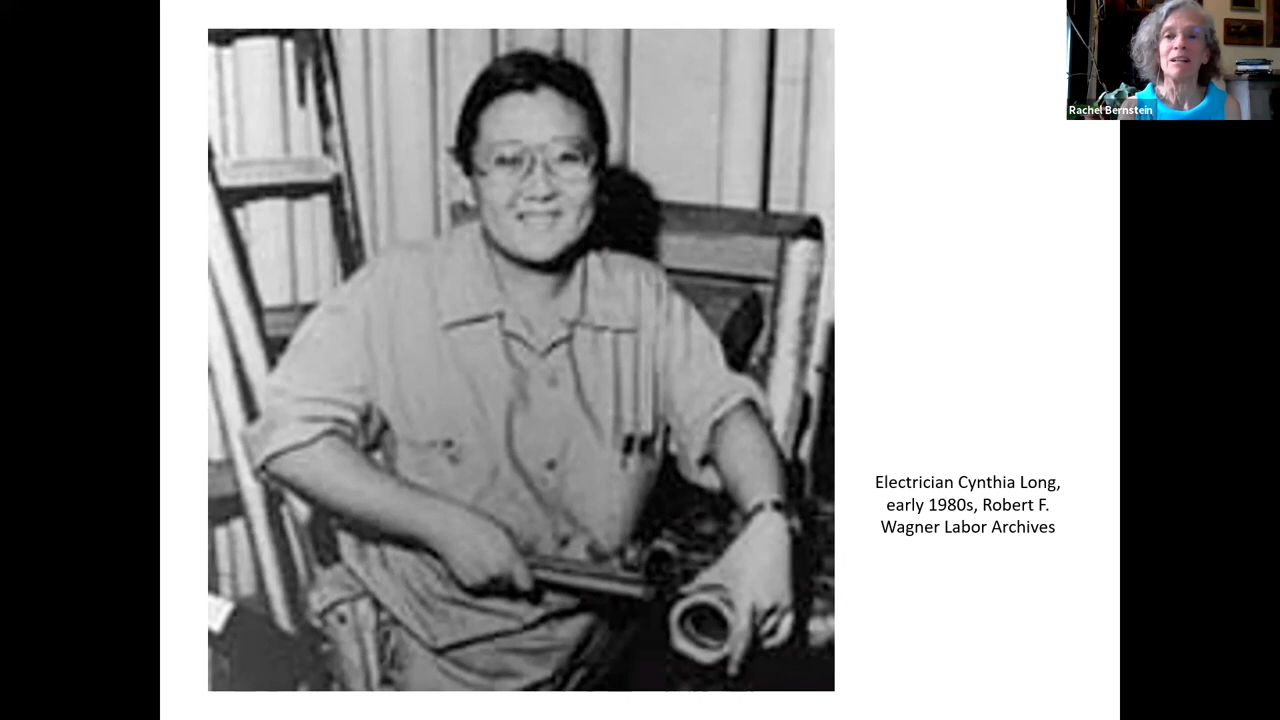 Rachel Bernstein
Electrician Cynthia Long,
early 1980s, Robert F.
Wagner Labor Archives